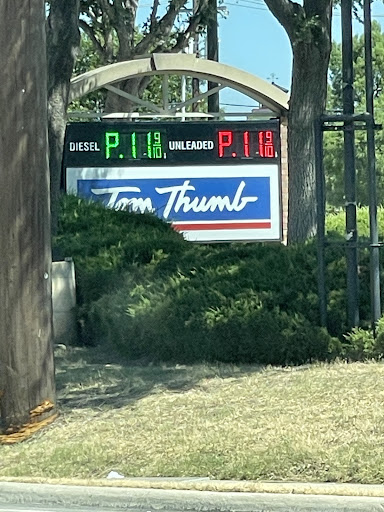 DIESEL P.11 9/10 UNLEADED P.11 9/10
Tom Thumb